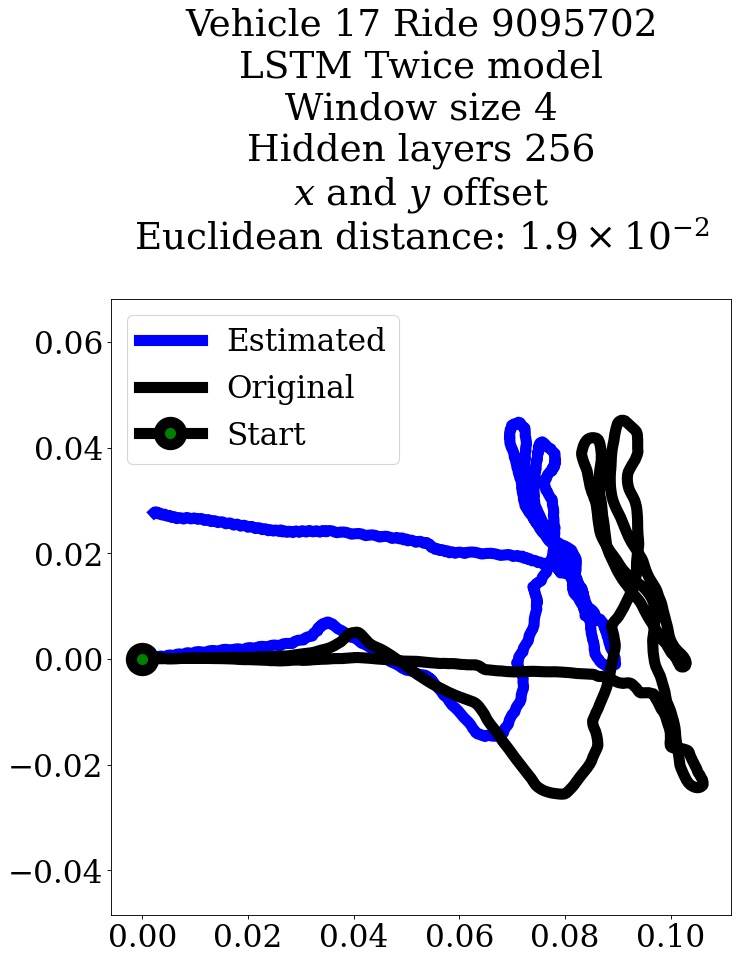 Vehicle 17 Ride 9095702
LSTM Twice model
Window size 4
Hidden layers 256
x and y offset
Euclidean distance: 1.9 × 10⁻²
Estimated
Original
Start
0.06
0.04
0.02
0.00
−0.02
−0.04
0.00 0.02 0.04 0.06 0.08 0.10